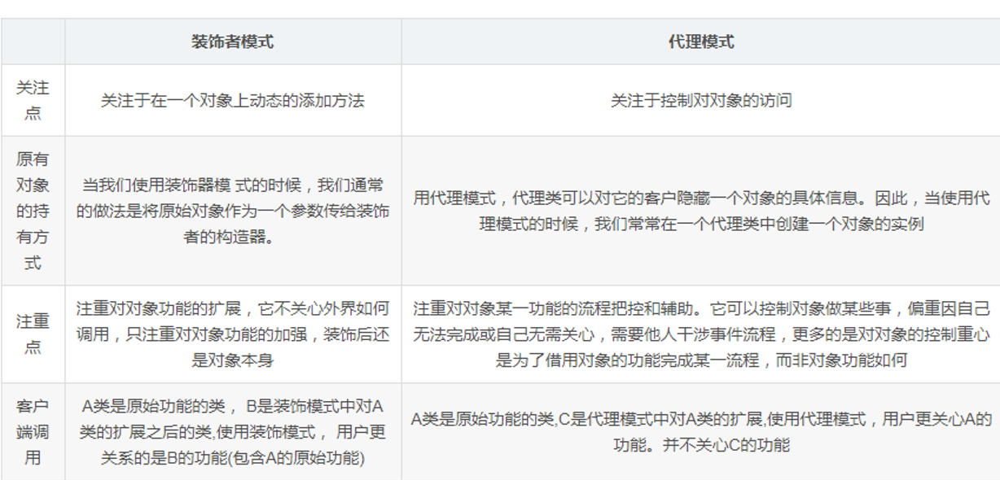 装饰者模式
代理模式
关注
点
关注于在一个对象上动态的添加方法
关注于控制对对象的访问
原有
对象
的持
有方
式
当我们使用装饰器模 式的时候，我们通常
的做法是将原始对象作为一个参数传给装饰
者的构造器。
用代理模式，代理类可以对它的客户隐藏一个对象的具体信息。因此，当使用代
理模式的时候，我们常常在一个代理类中创建一个对象的实例
注重
点
注重对对象功能的扩展，它不关心外界如何
调用，只注重对对象功能的加强，装饰后还
是对象本身
注重对对象某一功能的流程把控和辅助。它可以控制对象做某些事，偏重因自己
无法完成或自己无需关心，需要他人干涉事件流程，更多的是对对象的控制重心
是为了借用对象的功能完成某一流程，而非对象功能如何
客户
端调
用
A类是原始功能的类， B是装饰模式中对A
类的扩展之后的类,使用装饰模式， 用户更
关系的是B的功能(包含A的原始功能)
A类是原始功能的类,C是代理模式中对A类的扩展,使用代理模式，用户更关心A的
功能。并不关心C的功能